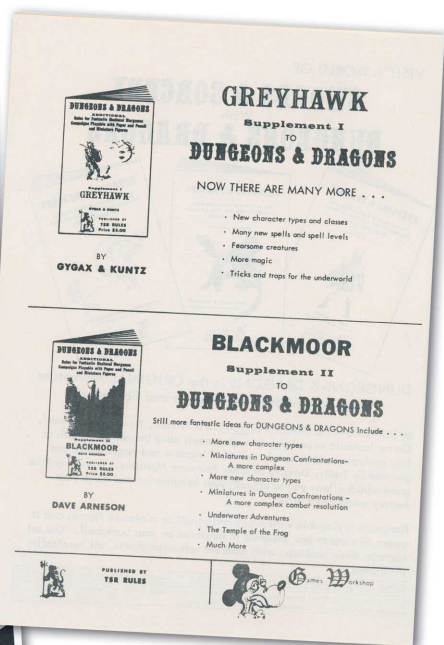 GREYHAWK
Supplement I
TO
DUNGEONS & DRAGONS
NOW THERE ARE MANY MORE . . .
· New character types and classes
· Many new spells and spell levels
· Fearsome creatures
· More magic
· Tricks and traps for the underworld
DUNGEONS & DRAGONS
ADDITIONAL
Rules for Fantastic Medieval Wargames
Campaigns Playable with Paper and Pencil
and Miniature Figures
Supplement I
GREYHAWK
GYGAX & KUNTZ
PUBLISHED BY
TSR RULES
Price $5.00
BY
GYGAX & KUNTZ
BLACKMOOR
Supplement II
TO
DUNGEONS & DRAGONS
Still more fantastic ideas for DUNGEONS & DRAGONS include . . .
· More new character types
· Miniatures in Dungeon Confrontations–
A more complex
· More new character types
· Miniatures in Dungeon Confrontations –
A more complex combat resolution
· Underwater Adventures
· The Temple of the Frog
· Much More
DUNGEONS & DRAGONS
ADDITIONAL
Rules for Fantastic Medieval Wargames
Campaigns Playable with Paper and Pencil
and Miniature Figures
Supplement II
BLACKMOOR
DAVE ARNESON
PUBLISHED BY
TSR RULES
Price $5.00
BY
DAVE ARNESON
PUBLISHED BY
TSR RULES
Games Workshop